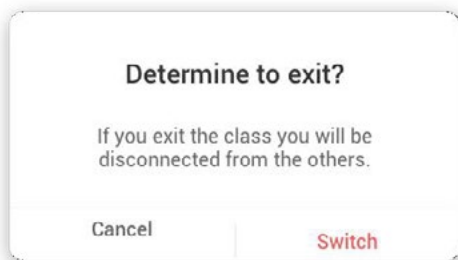 Determine to exit?
If you exit the class you will be
disconnected from the others.
Cancel
Switch